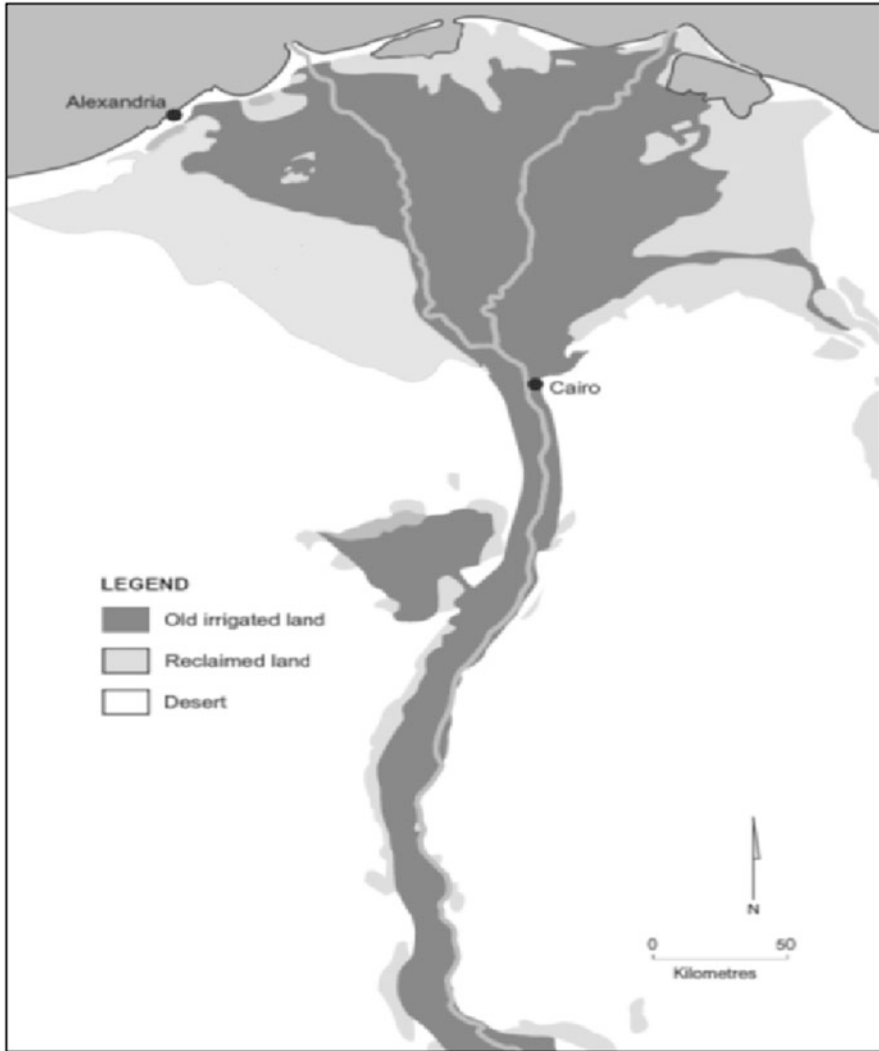 Alexandria
Cairo
LEGEND
Old irrigated land
Reclaimed land
Desert
N
0 50
Kilometres